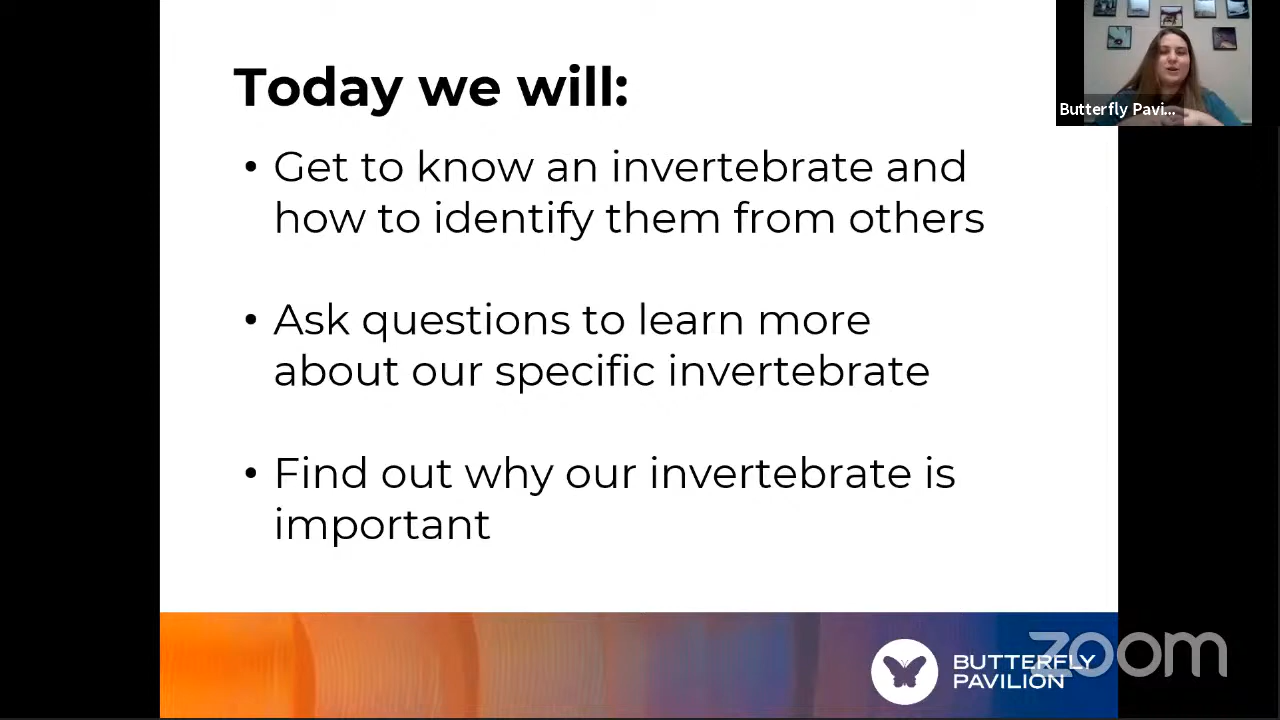 Today we will:
Butterfly Pavi...
• Get to know an invertebrate and
how to identify them from others
• Ask questions to learn more
about our specific invertebrate
• Find out why our invertebrate is
important
zoom
BUTTERFLY
PAVILION